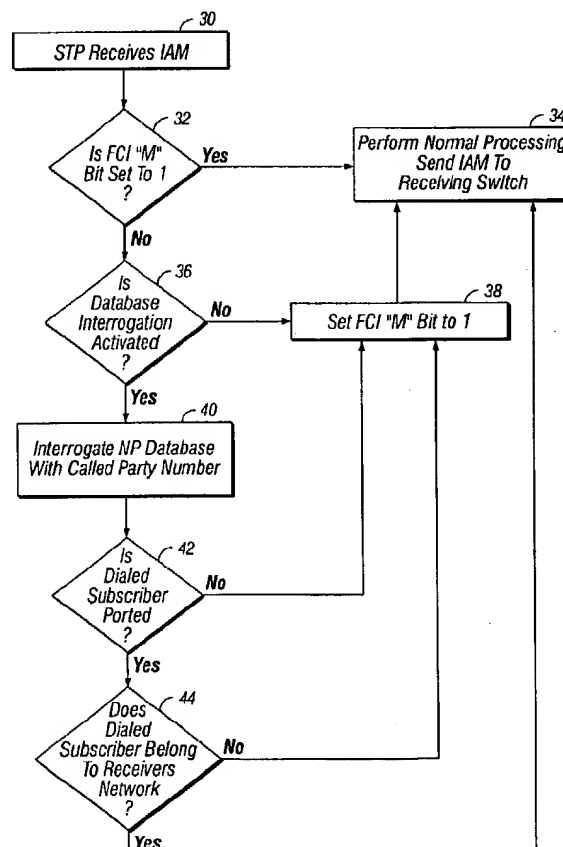 30
STP Receives IAM
32
Is FCI "M"
Bit Set To 1
?
Yes
No
34
Perform Normal Processing
Send IAM To
Receiving Switch
36
Is
Database
Interrogation
Activated
?
No
Yes
38
Set FCI "M" Bit to 1
40
Interrogate NP Database
With Called Party Number
42
Is
Dialed
Subscriber
Ported
?
No
Yes
44
Does
Dialed
Subscriber Belong
To Receivers
Network
?
No
Yes